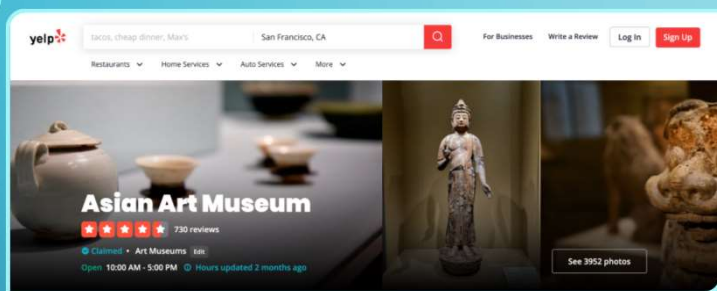 yelp
tacos, cheap dinner, Max's
San Francisco, CA
For Businesses
Write a Review
Log In
Sign Up
Restaurants
Home Services
Auto Services
More
Asian Art Museum
730 reviews
Claimed • Art Museums Edit
Open 10:00 AM - 5:00 PM Hours updated 2 months ago
See 3952 photos